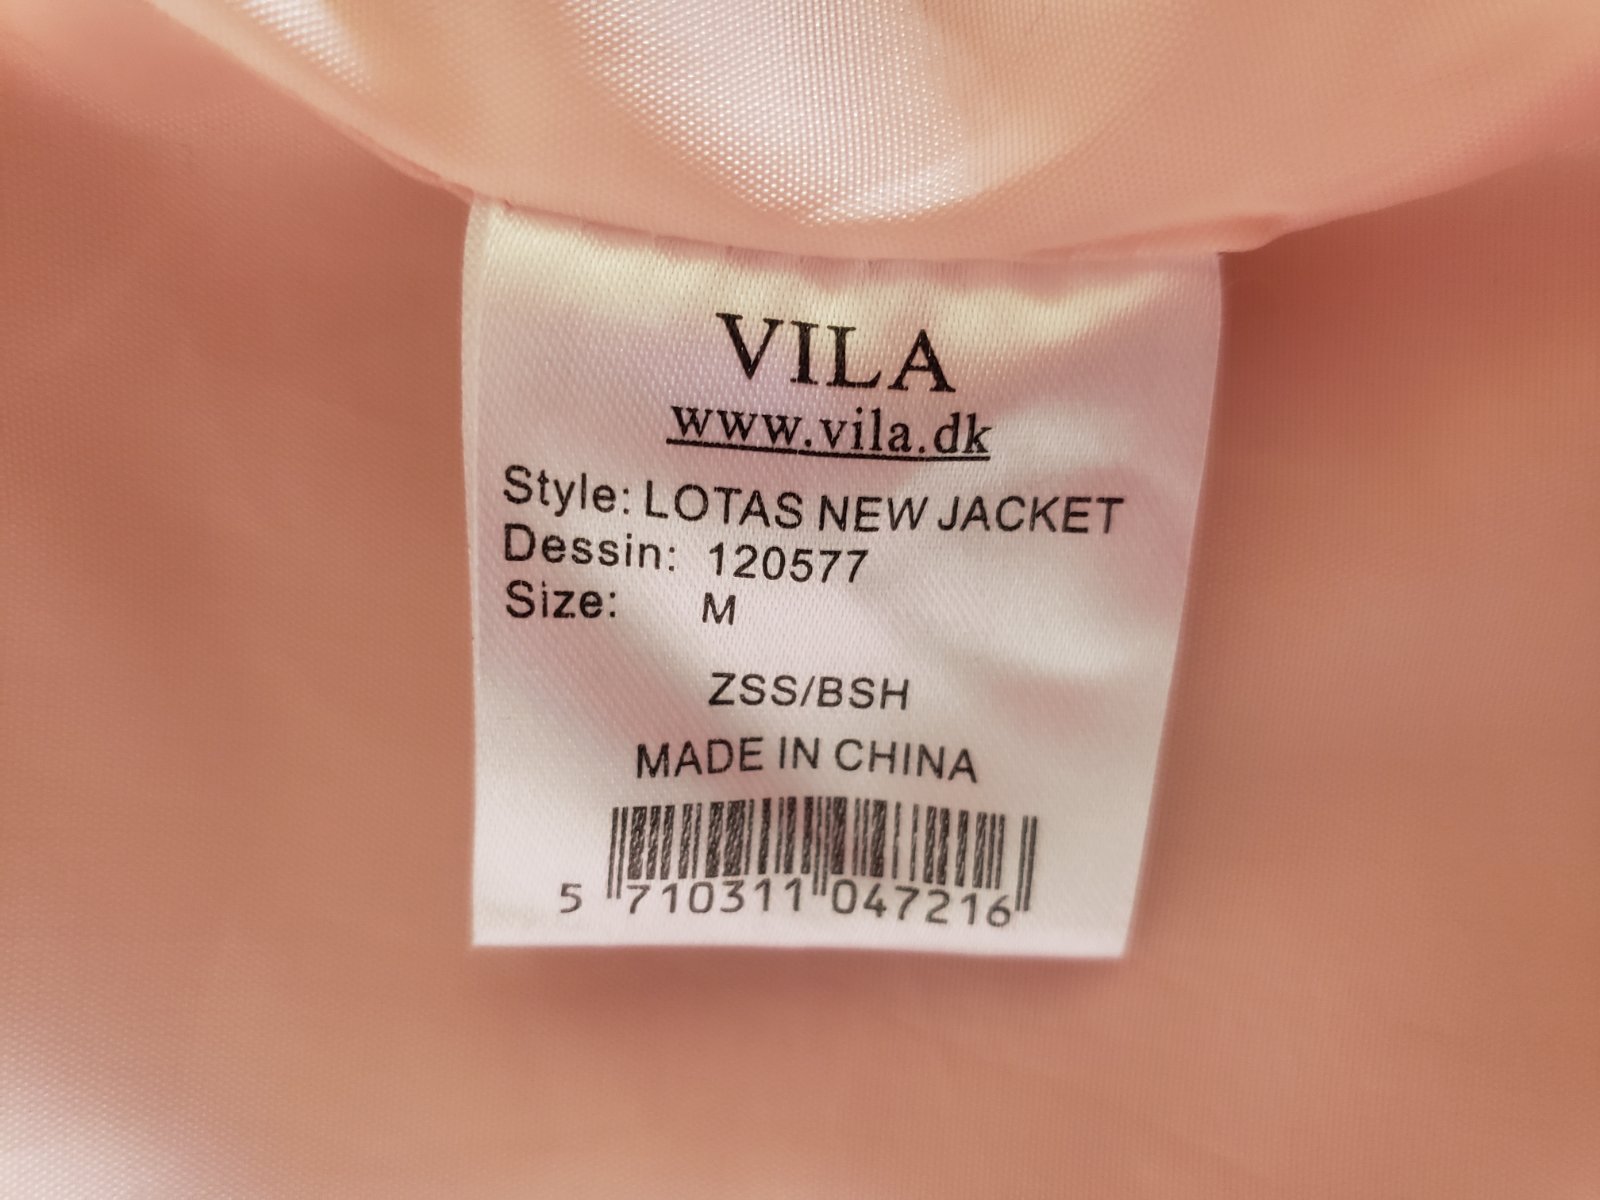 VILA
www.vila.dk
Style: LOTAS NEW JACKET
Dessin: 120577
Size: M
ZSS/BSH
MADE IN CHINA
5 710311 047216